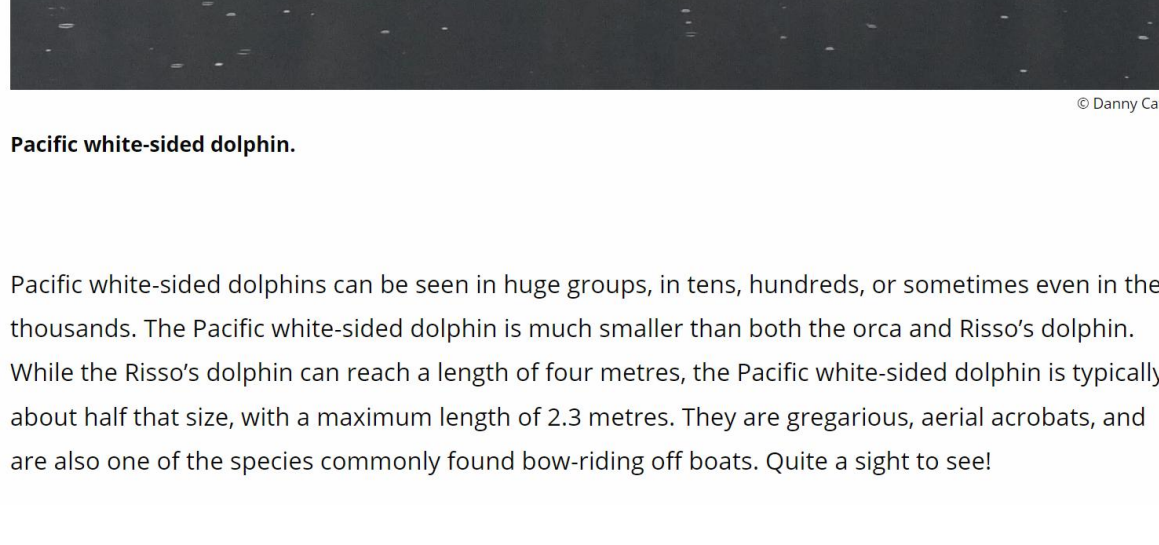 © Danny Ca
Pacific white-sided dolphin.
Pacific white-sided dolphins can be seen in huge groups, in tens, hundreds, or sometimes even in the
thousands. The Pacific white-sided dolphin is much smaller than both the orca and Risso’s dolphin.
While the Risso’s dolphin can reach a length of four metres, the Pacific white-sided dolphin is typically
about half that size, with a maximum length of 2.3 metres. They are gregarious, aerial acrobats, and
are also one of the species commonly found bow-riding off boats. Quite a sight to see!